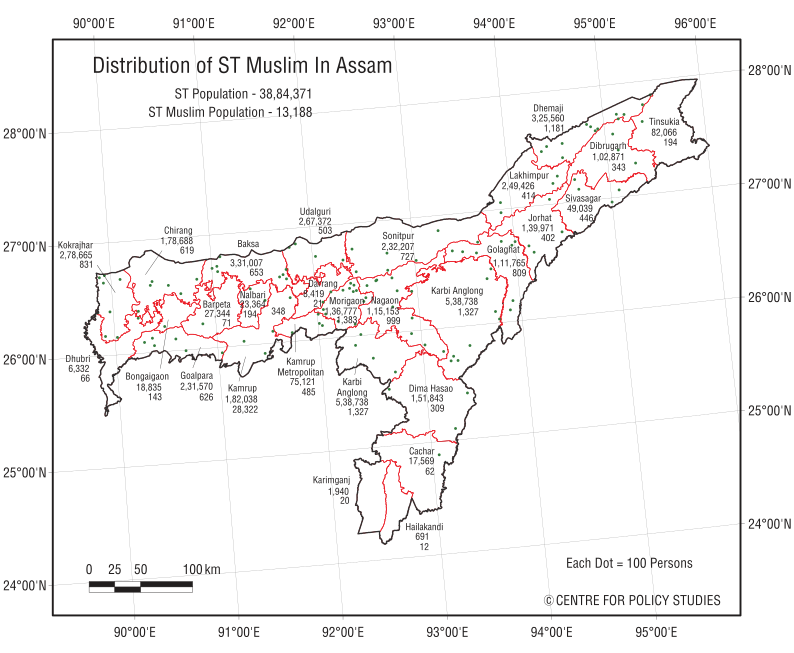 90°00'E 91°00'E 92°00'E 93°00'E 94°00'E 95°00'E 96°00'E
Distribution of ST Muslim In Assam
ST Population - 38,84,371
ST Muslim Population - 13,188
28°00'N
28°00'N
Dhemaji
3,25,560
1,181
Tinsukia
82,066
194
Dibrugarh
1,02,871
343
Lakhimpur
2,49,426
414
27°00'N
Sivasagar
49,039
446
Jorhat
1,39,971
402
Udalguri
2,67,372
503
Chirang
1,78,688
619
Sonitpur
2,32,207
727
27°00'N
Kokrajhar
2,78,665
831
Baksa
3,31,007
653
Golaghat
1,11,765
809
Karbi Anglong
5,38,738
1,327
26°00'N
Darrang
Nalbari
23,364
194
348
Barpeta
27,344
71
Morigaon
1,36,777
1,383
Nagaon
1,15,153
999
26°00'N
Dhubri
6,332
66
Bongaigaon
18,835
143
Goalpara
2,31,570
626
Kamrup
1,82,038
28,322
Kamrup
Metropolitan
75,121
485
Karbi
Anglong
5,38,738
1,327
Dima Hasao
1,51,843
309
25°00'N
Cachar
17,569
62
25°00'N
Karimganj
1,940
20
Hailakandi
691
12
24°00'N
Each Dot = 100 Persons
0 25 50 100 km
24°00'N
© CENTRE FOR POLICY STUDIES
90°00'E 91°00'E 92°00'E 93°00'E 94°00'E 95°00'E